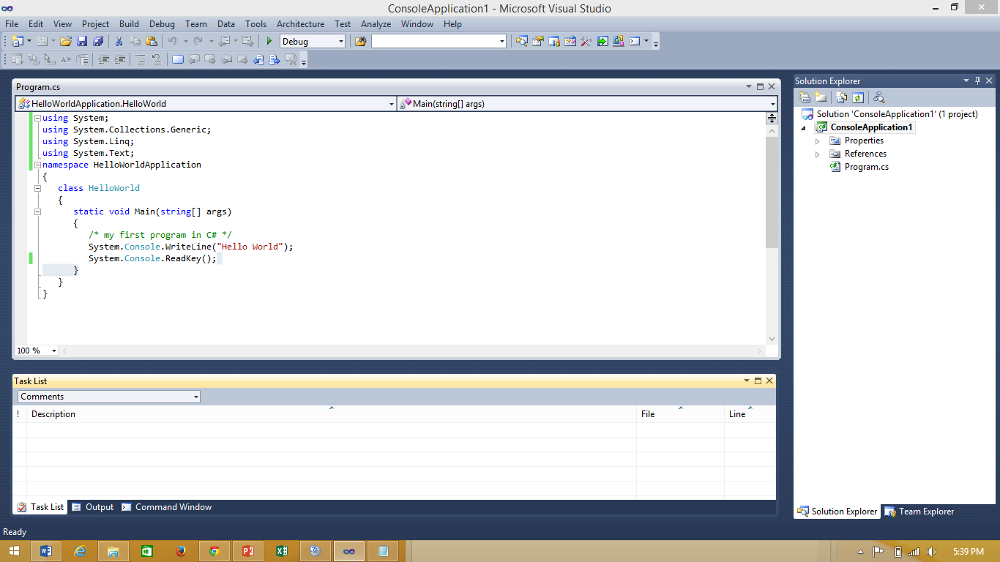 ConsoleApplication1 - Microsoft Visual Studio
File Edit View Project Build Debug Team Data Tools Architecture Test Analyze Window Help
Debug
Program.cs
HelloWorldApplication.HelloWorld Main(string[] args)
using System;
using System.Collections.Generic;
using System.Linq;
using System.Text;
namespace HelloWorldApplication
{
class HelloWorld
{
static void Main(string[] args)
{
/* my first program in C# */
System.Console.WriteLine("Hello World");
System.Console.ReadKey();
}
}
}
100 %
Task List
Comments
! Description File Line
Task List Output Command Window
Solution Explorer
Solution 'ConsoleApplication1' (1 project)
ConsoleApplication1
Properties
References
Program.cs
Solution Explorer Team Explorer
Ready
5:39 PM